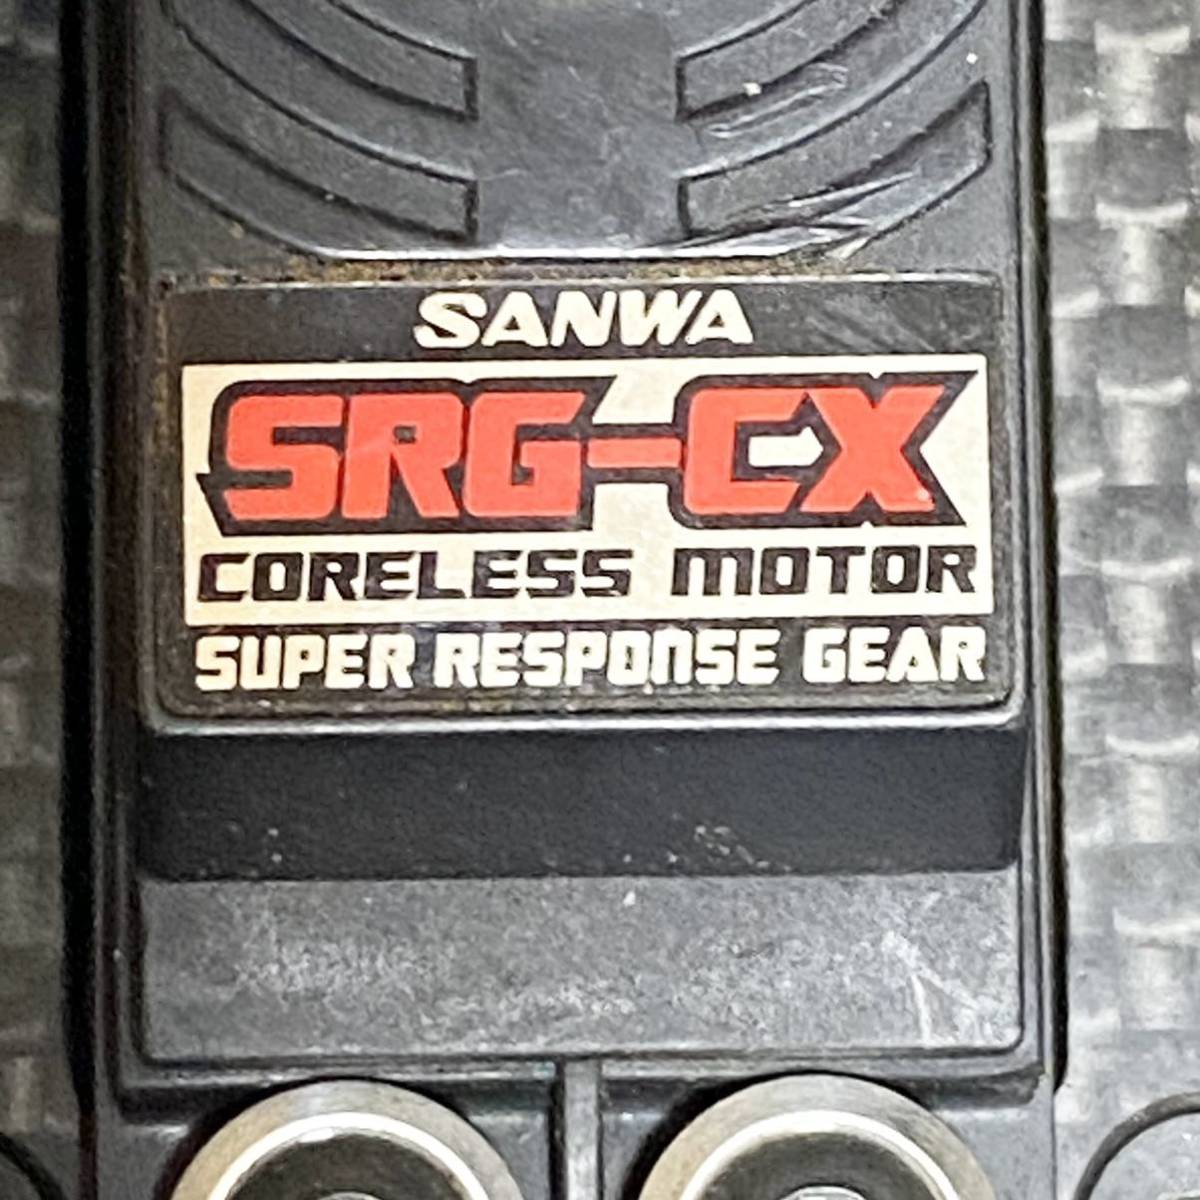 SANWA
SRG-CX
CORELESS MOTOR
SUPER RESPONSE GEAR